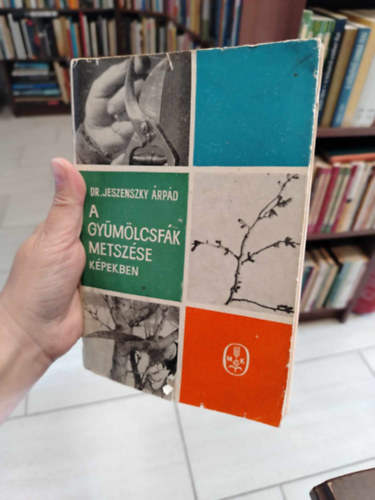 DR. JESZENSZKY ÁRPÁD
A
GYÜMÖLCSFÁK
METSZÉSE
KÉPEKBEN
M K